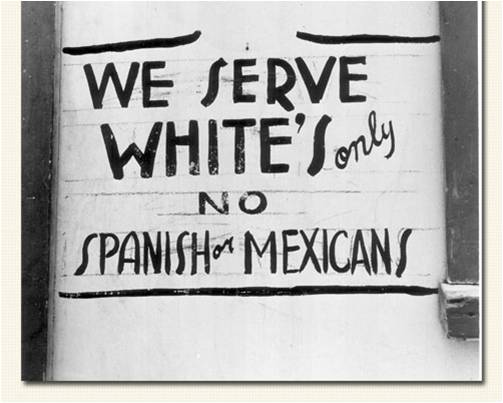 WE SERVE
WHITE'S only
NO
SPANISH or MEXICANS